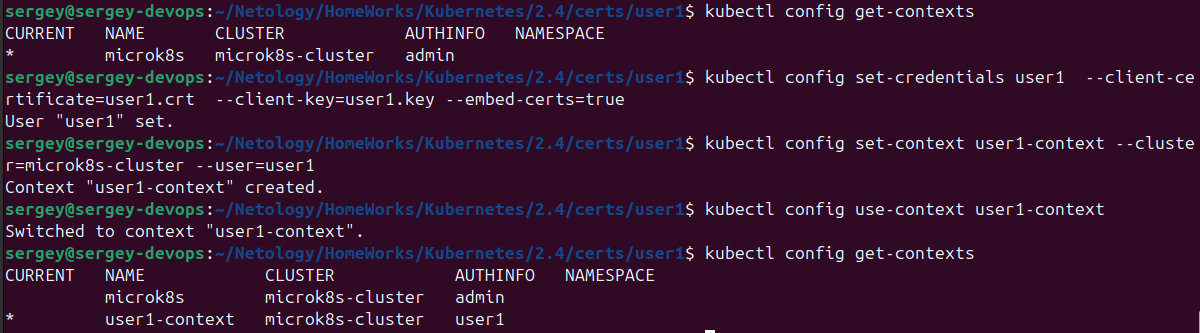 sergey@sergey-devops:~/Netology/HomeWorks/Kubernetes/2.4/certs/user1$ kubectl config get-contexts
CURRENT   NAME       CLUSTER            AUTHINFO   NAMESPACE
*         microk8s   microk8s-cluster   admin
sergey@sergey-devops:~/Netology/HomeWorks/Kubernetes/2.4/certs/user1$ kubectl config set-credentials user1  --client-ce
rtificate=user1.crt  --client-key=user1.key --embed-certs=true
User "user1" set.
sergey@sergey-devops:~/Netology/HomeWorks/Kubernetes/2.4/certs/user1$ kubectl config set-context user1-context --cluste
r=microk8s-cluster --user=user1
Context "user1-context" created.
sergey@sergey-devops:~/Netology/HomeWorks/Kubernetes/2.4/certs/user1$ kubectl config use-context user1-context
Switched to context "user1-context".
sergey@sergey-devops:~/Netology/HomeWorks/Kubernetes/2.4/certs/user1$ kubectl config get-contexts
CURRENT   NAME            CLUSTER            AUTHINFO   NAMESPACE
          microk8s        microk8s-cluster   admin
*         user1-context   microk8s-cluster   user1